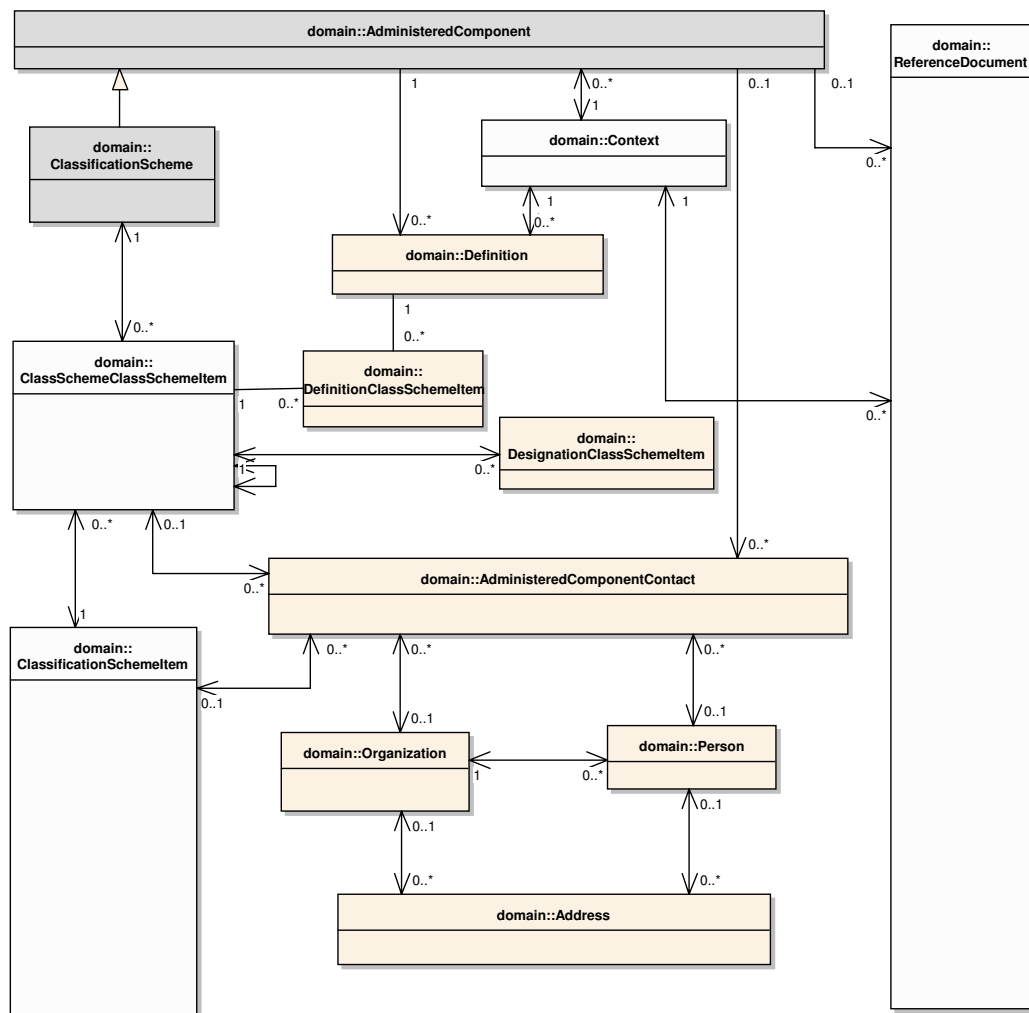 domain::AdministeredComponent
domain::
ReferenceDocument
1
0..*
1
0..1
0..1
0..*
domain::
ClassificationScheme
domain::Context
1
0..*
0..*
1
0..*
1
domain::Definition
1
0..*
0..*
domain::
ClassSchemeClassSchemeItem
domain::
DefinitionClassSchemeItem
1
0..*
0..*
domain::
DesignationClassSchemeItem
1
0..*
0..*
0..1
0..*
domain::AdministeredComponentContact
0..*
1
domain::
ClassificationSchemeItem
0..*
0..*
0..*
0..1
0..1
0..1
domain::Organization
domain::Person
1
0..*
0..1
0..1
0..*
0..*
domain::Address